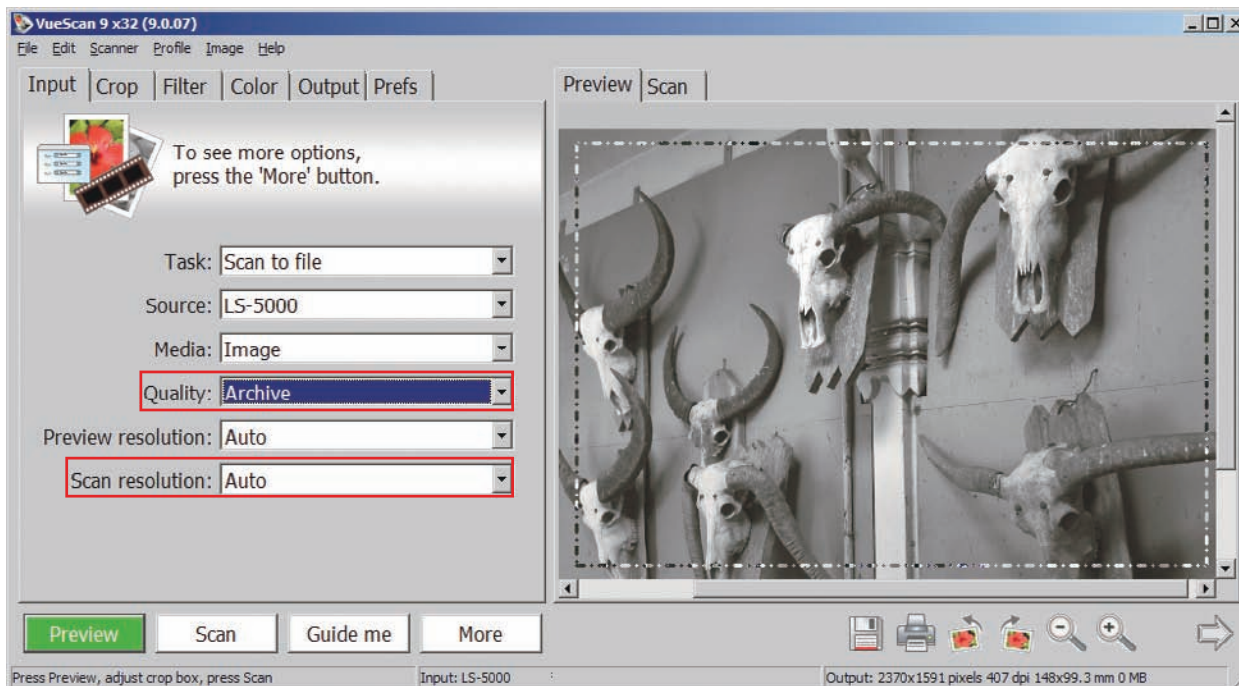 VueScan 9 x32 (9.0.07)
File Edit Scanner Profile Image Help
Input Crop Filter Color Output Prefs
To see more options,
press the 'More' button.
Task: Scan to file
Source: LS-5000
Media: Image
Quality: Archive
Preview resolution: Auto
Scan resolution: Auto
Preview Scan
Preview Scan Guide me More
Press Preview, adjust crop box, press Scan Input: LS-5000 Output: 2370x1591 pixels 407 dpi 148x99.3 mm 0 MB